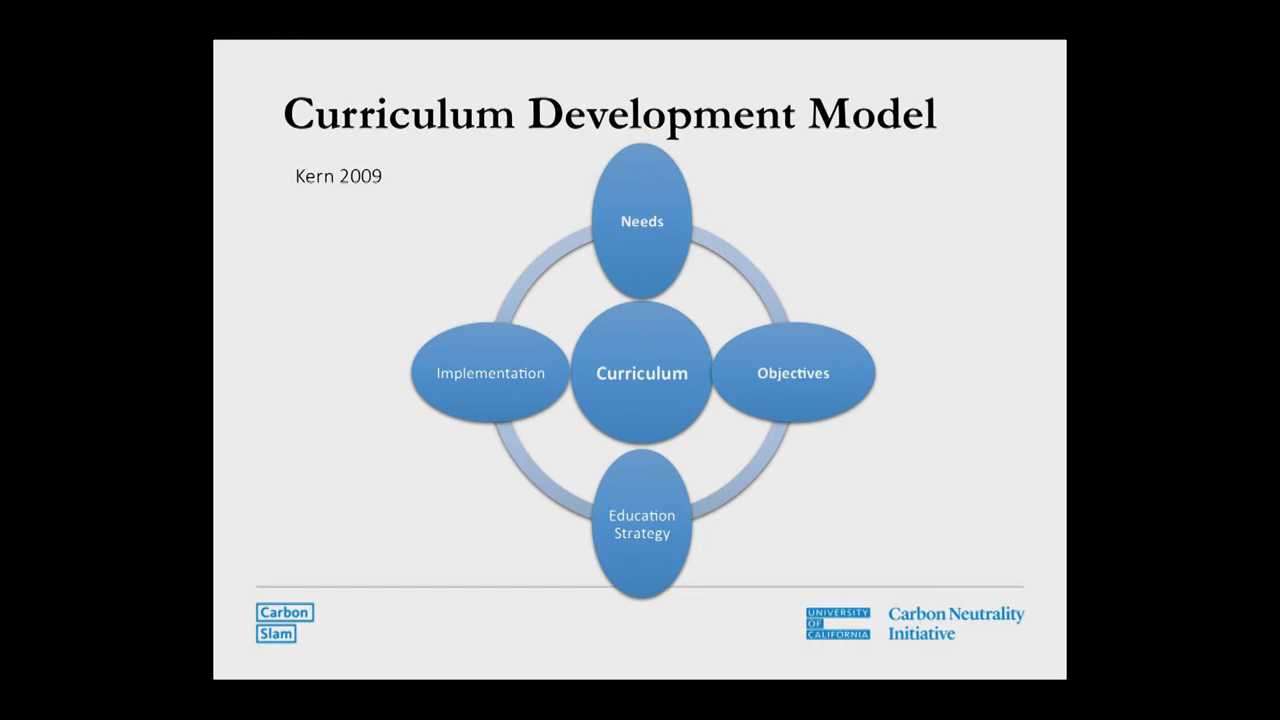 Curriculum Development Model
Kern 2009
Needs
Implementation
Curriculum
Objectives
Education
Strategy
Carbon
Slam
UNIVERSITY
OF
CALIFORNIA
Carbon Neutrality
Initiative